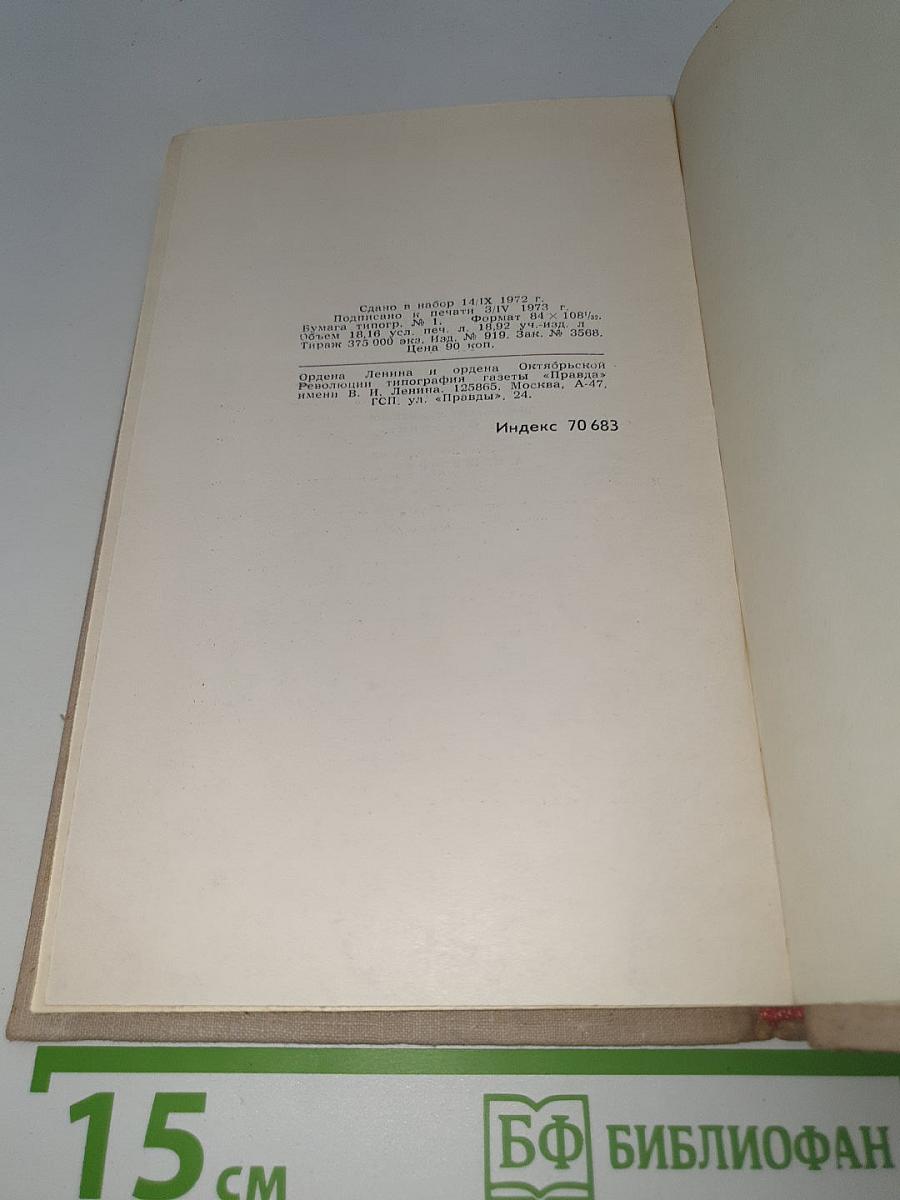 Сдано в набор 14/IX 1972 г.
Подписано к печати 3/IV 1973 г.
Бумага типогр. № 1. Формат 84 × 108¹/₃₂.
Объем 18,16 усл. печ. л. 18,92 уч.-изд. л
Тираж 375 000 экз. Изд. № 919. Зак. № 3568.
Цена 90 коп.
Ордена Ленина и ордена Октябрьской
Революции типография газеты «Правда»
имени В. И. Ленина. 125865, Москва, А-47,
ГСП, ул. «Правды», 24.
Индекс 70 683
15 см
БФ БИБЛИОФАН